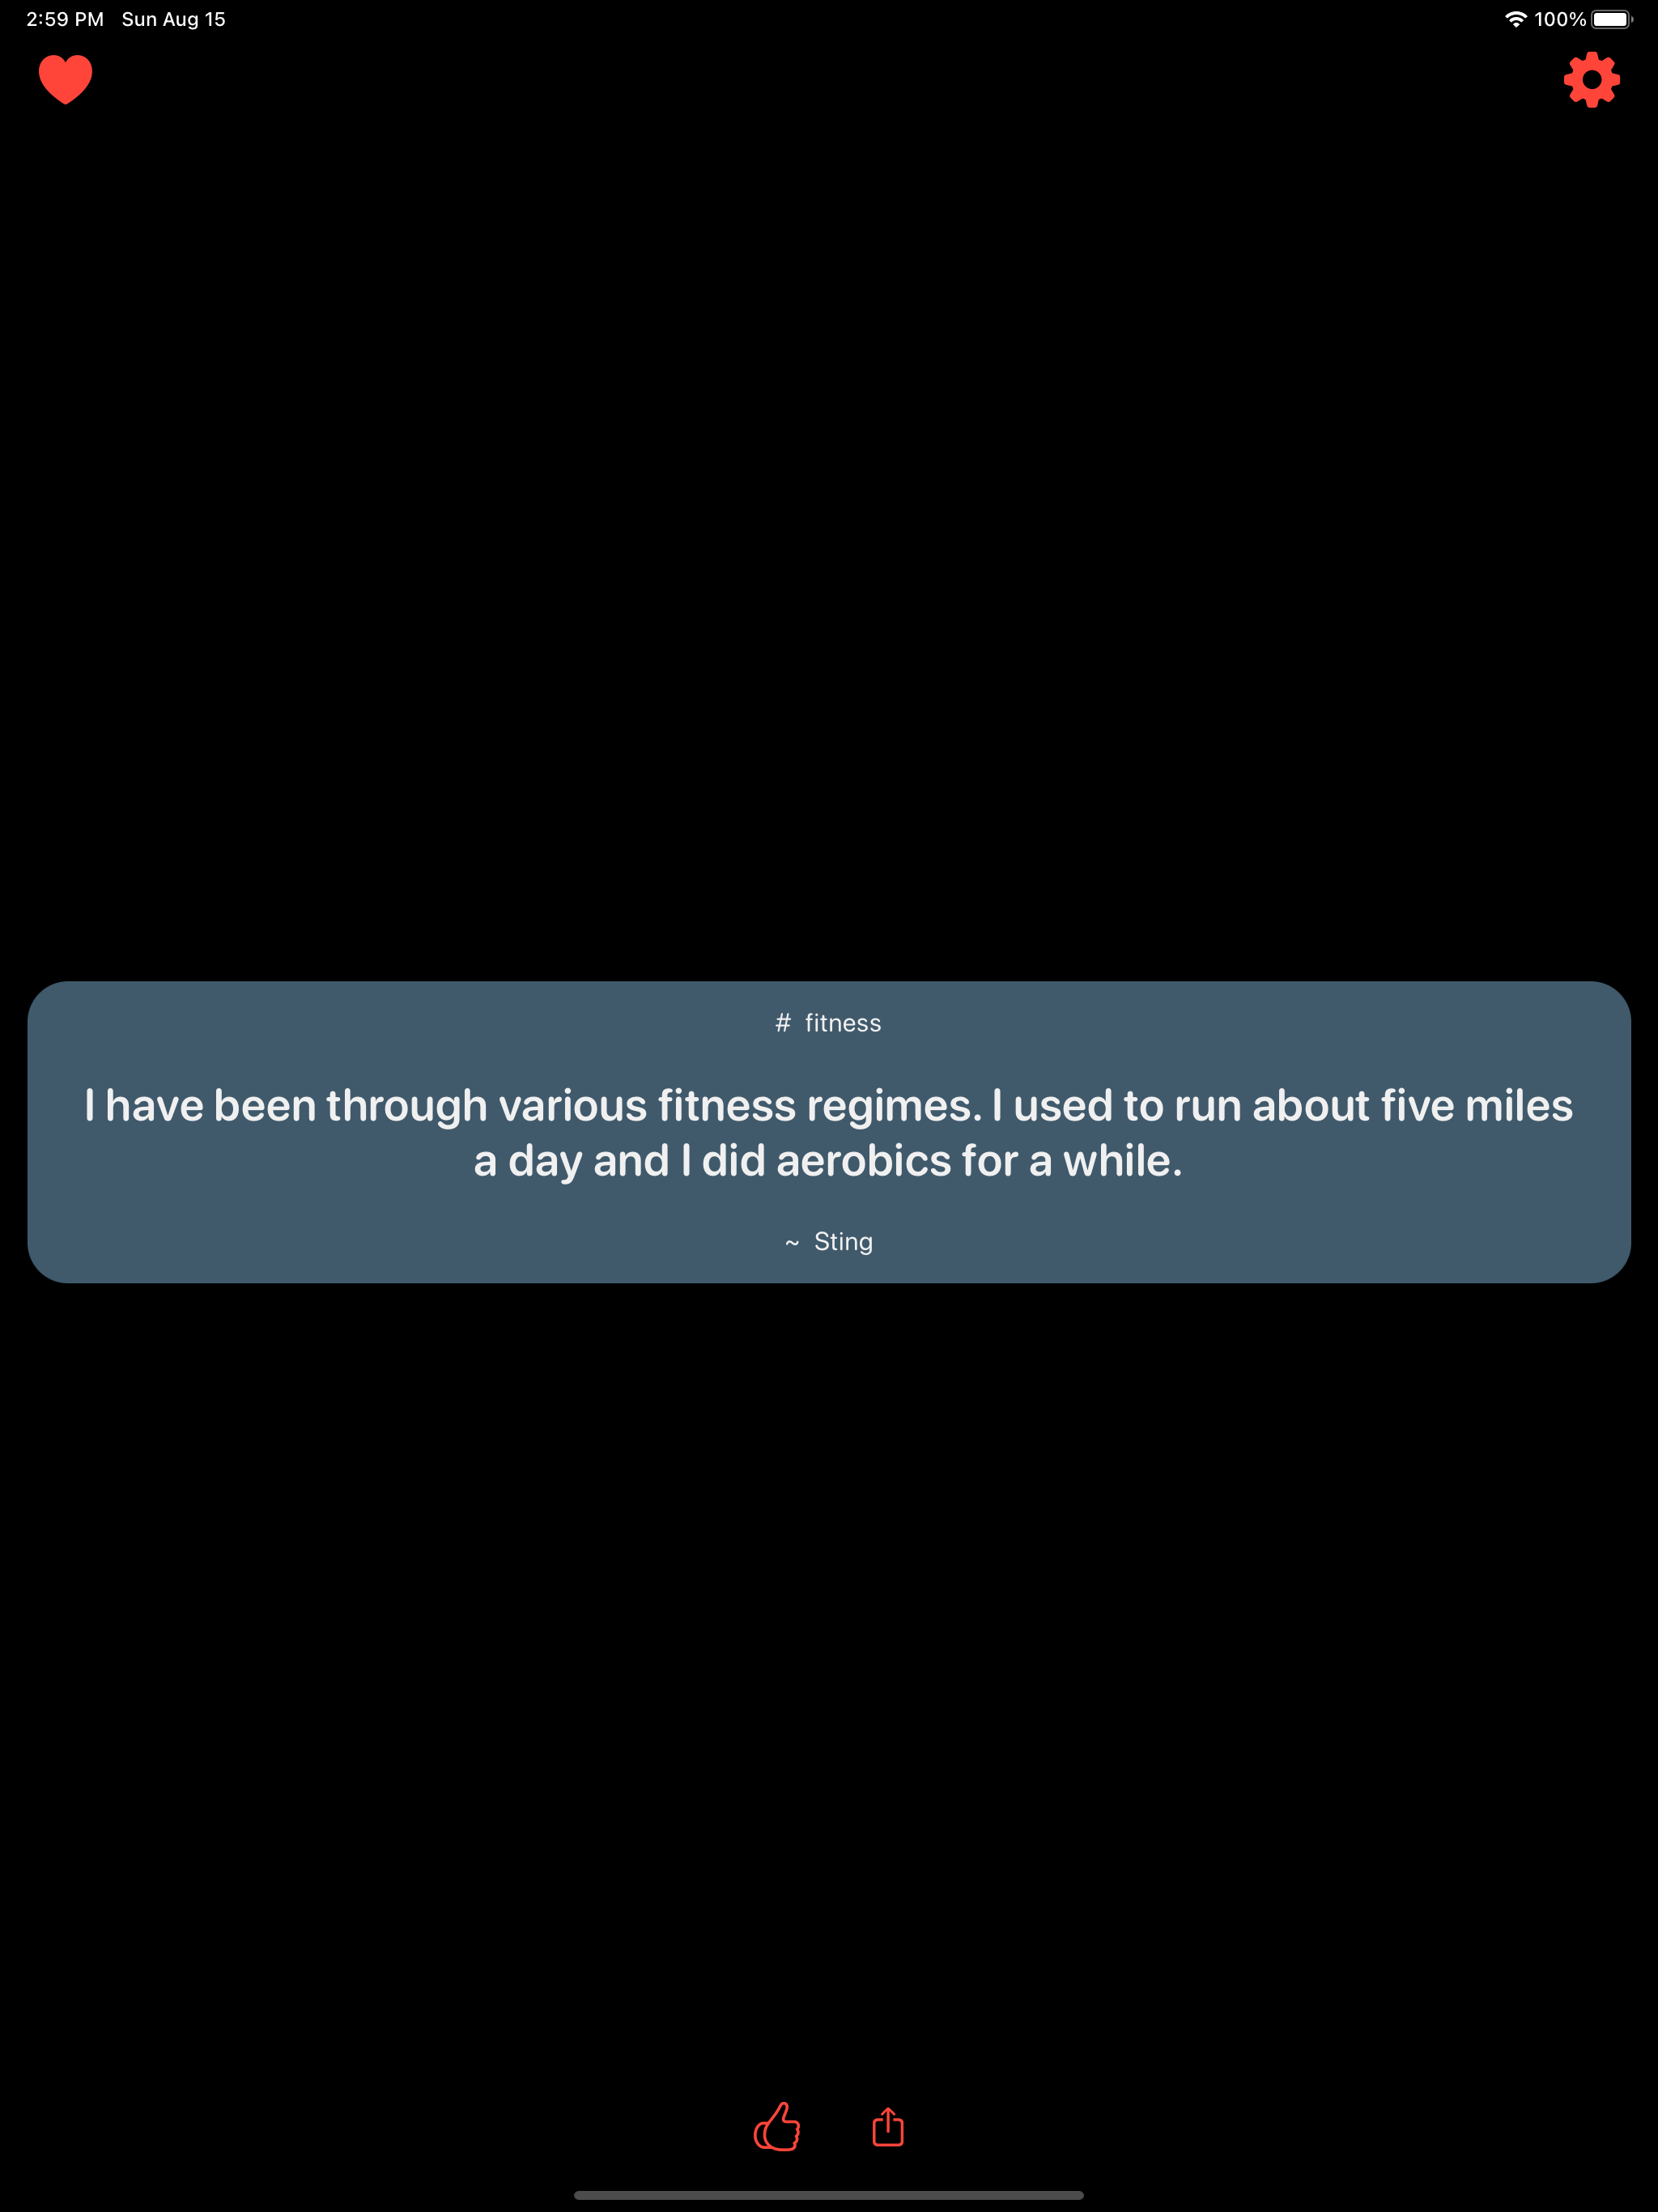 2:59 PM Sun Aug 15 100%
# fitness
I have been through various fitness regimes. I used to run about five miles
a day and I did aerobics for a while.
~ Sting